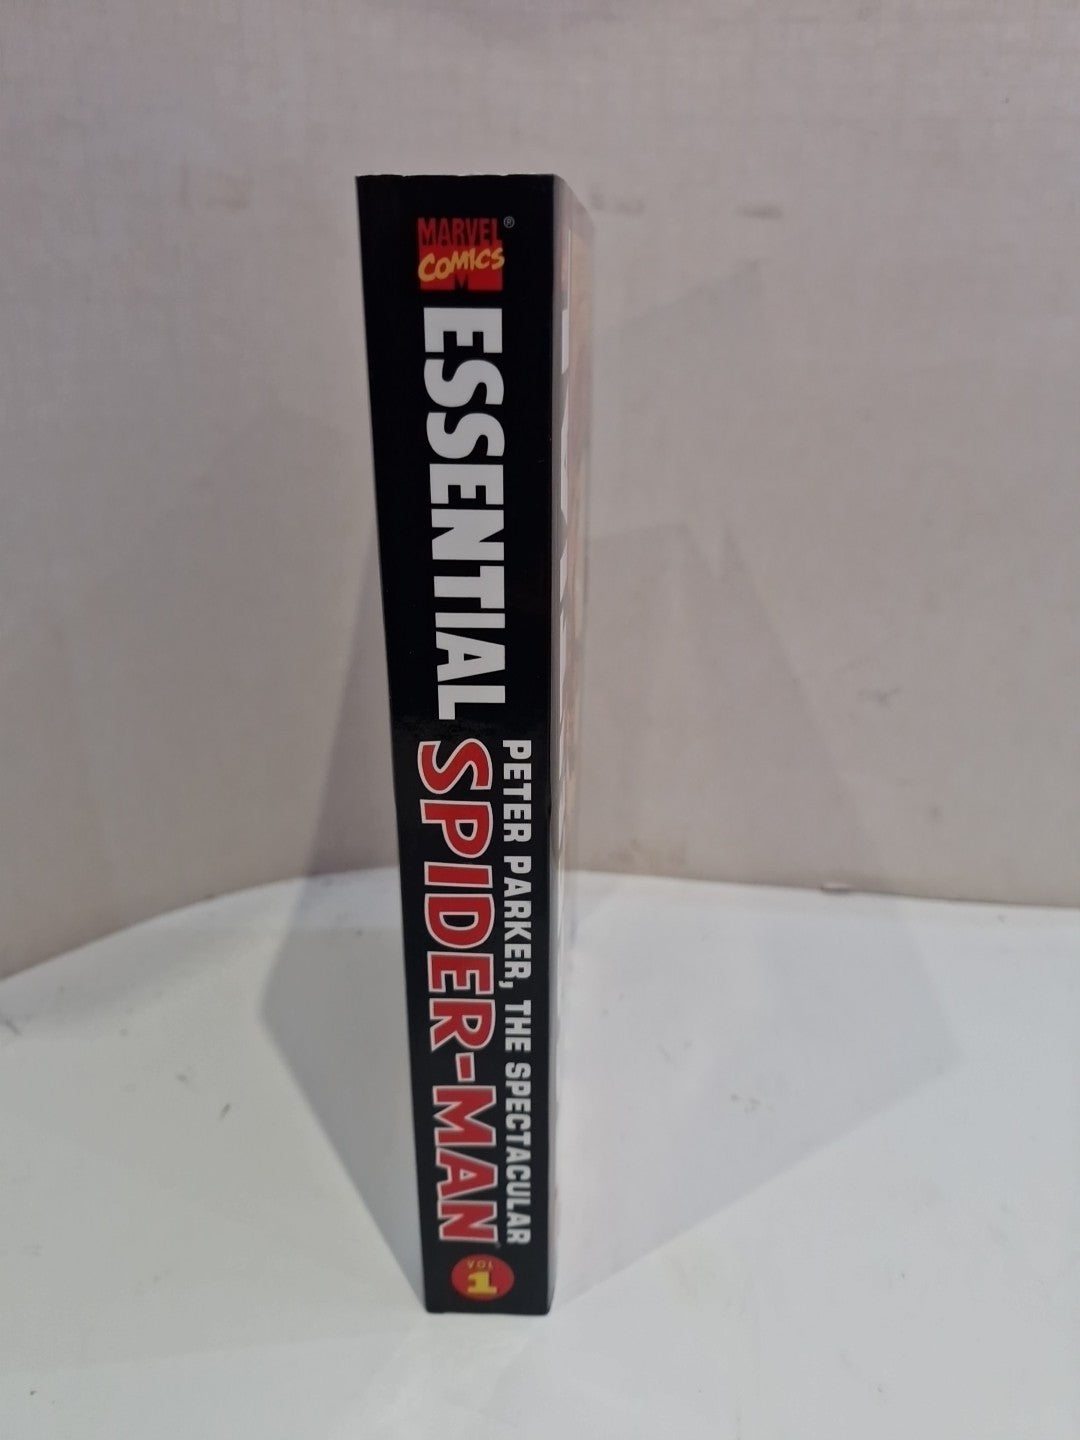 MARVEL®
COMICS
ESSENTIAL
PETER PARKER, THE SPECTACULAR
SPIDER-MAN
VOL
1